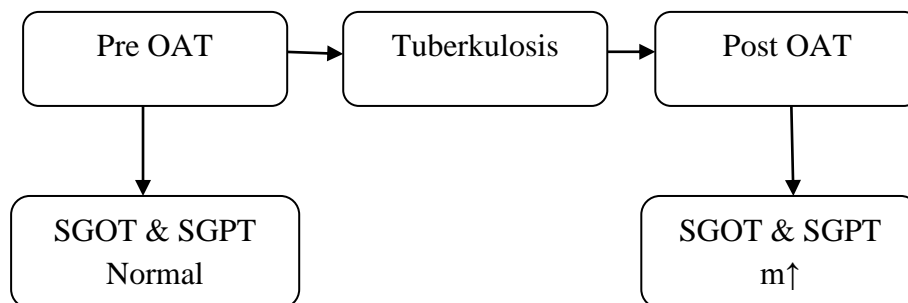 Pre OAT
Tuberkulosis
Post OAT
SGOT & SGPT
Normal
SGOT & SGPT
m↑